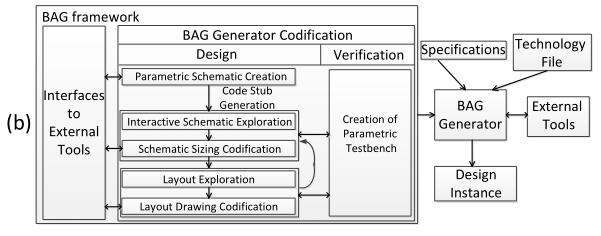 (b)
BAG framework
Interfaces
to
External
Tools
BAG Generator Codification
Design
Verification
Parametric Schematic Creation
Code Stub
Generation
Interactive Schematic Exploration
Schematic Sizing Codification
Layout Exploration
Layout Drawing Codification
Creation of
Parametric
Testbench
Specifications
Technology
File
BAG
Generator
External
Tools
Design
Instance